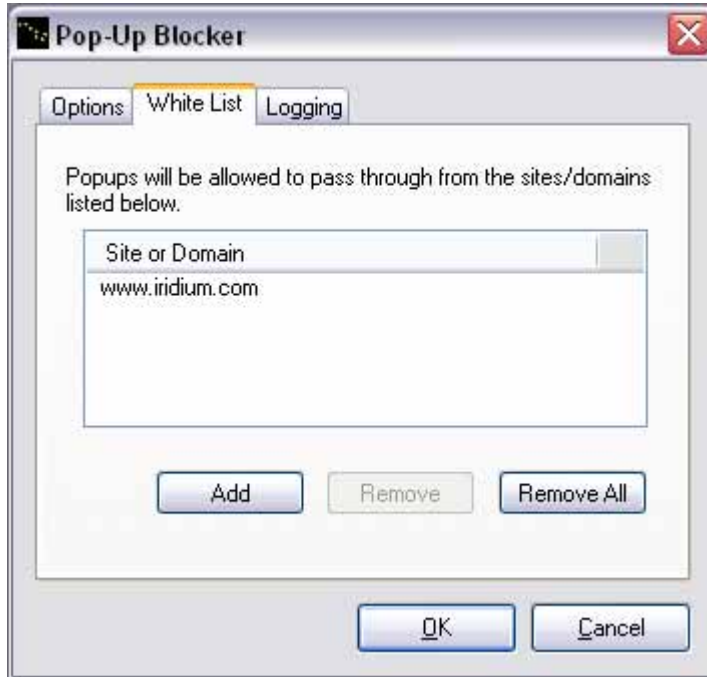 Pop-Up Blocker
Options White List Logging
Popups will be allowed to pass through from the sites/domains
listed below.
Site or Domain
www.iridium.com
Add Remove Remove All
OK Cancel